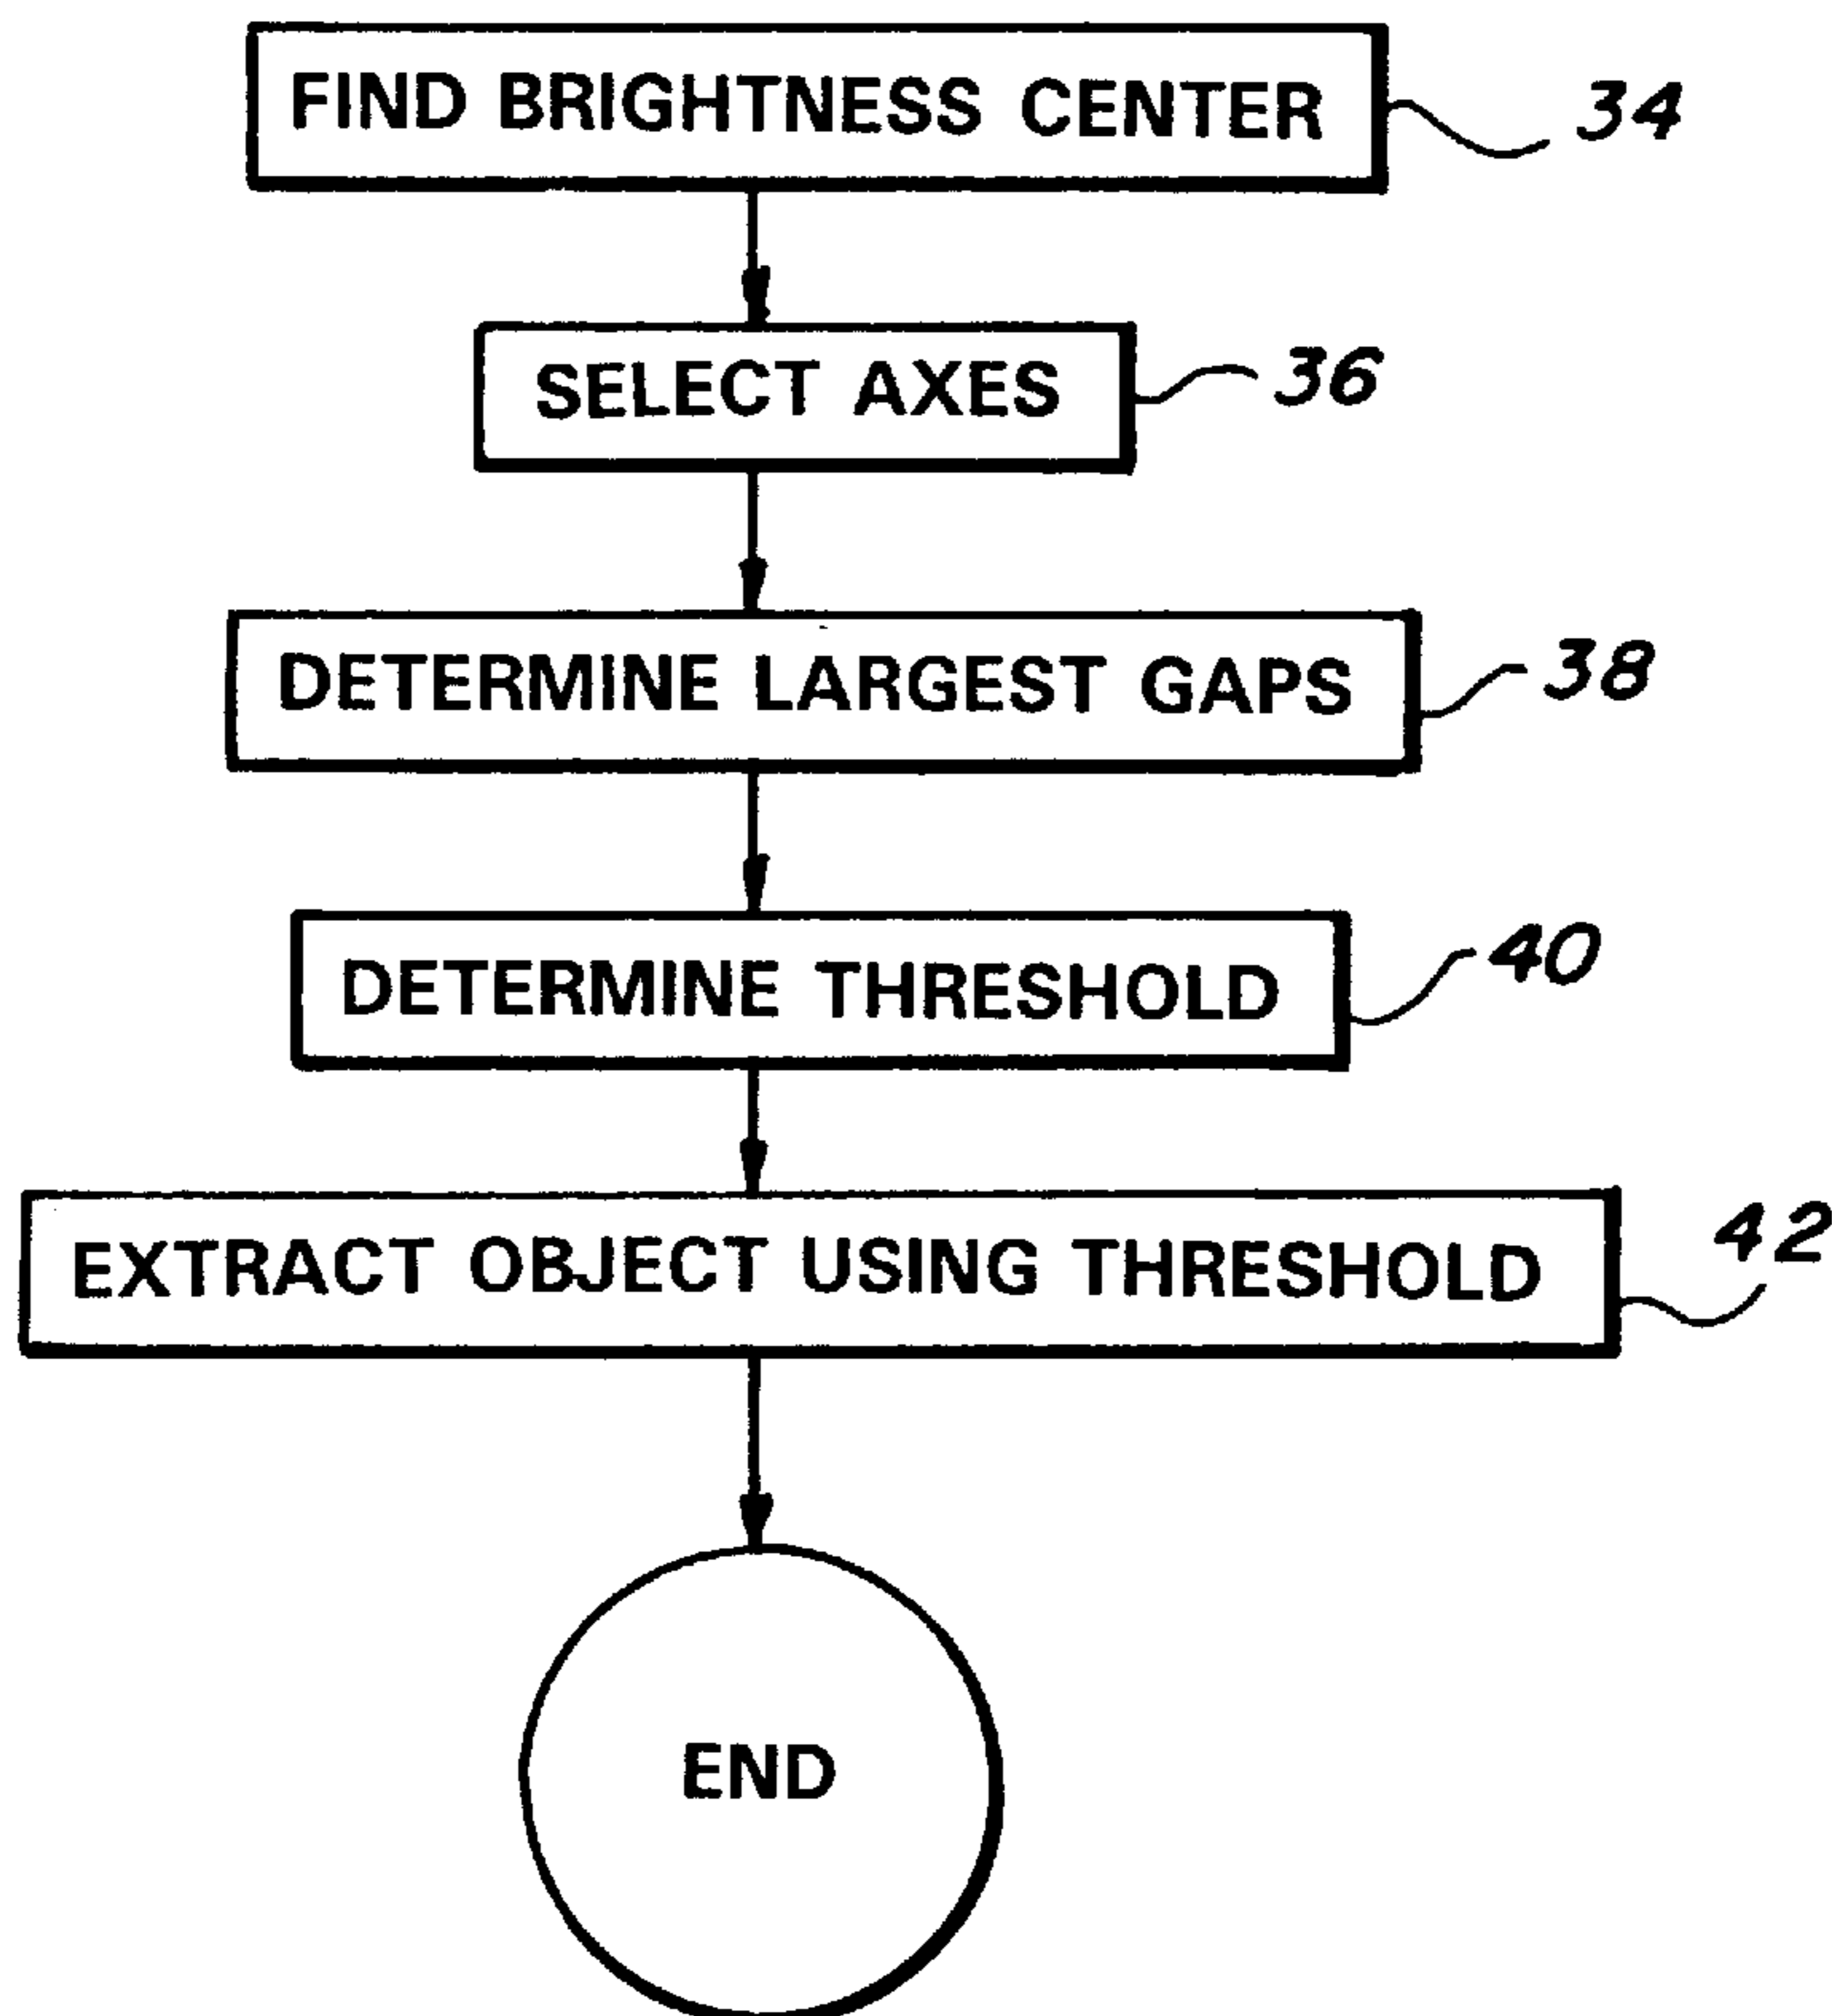 FIND BRIGHTNESS CENTER
34
SELECT AXES
36
DETERMINE LARGEST GAPS
38
DETERMINE THRESHOLD
40
EXTRACT OBJECT USING THRESHOLD
42
END